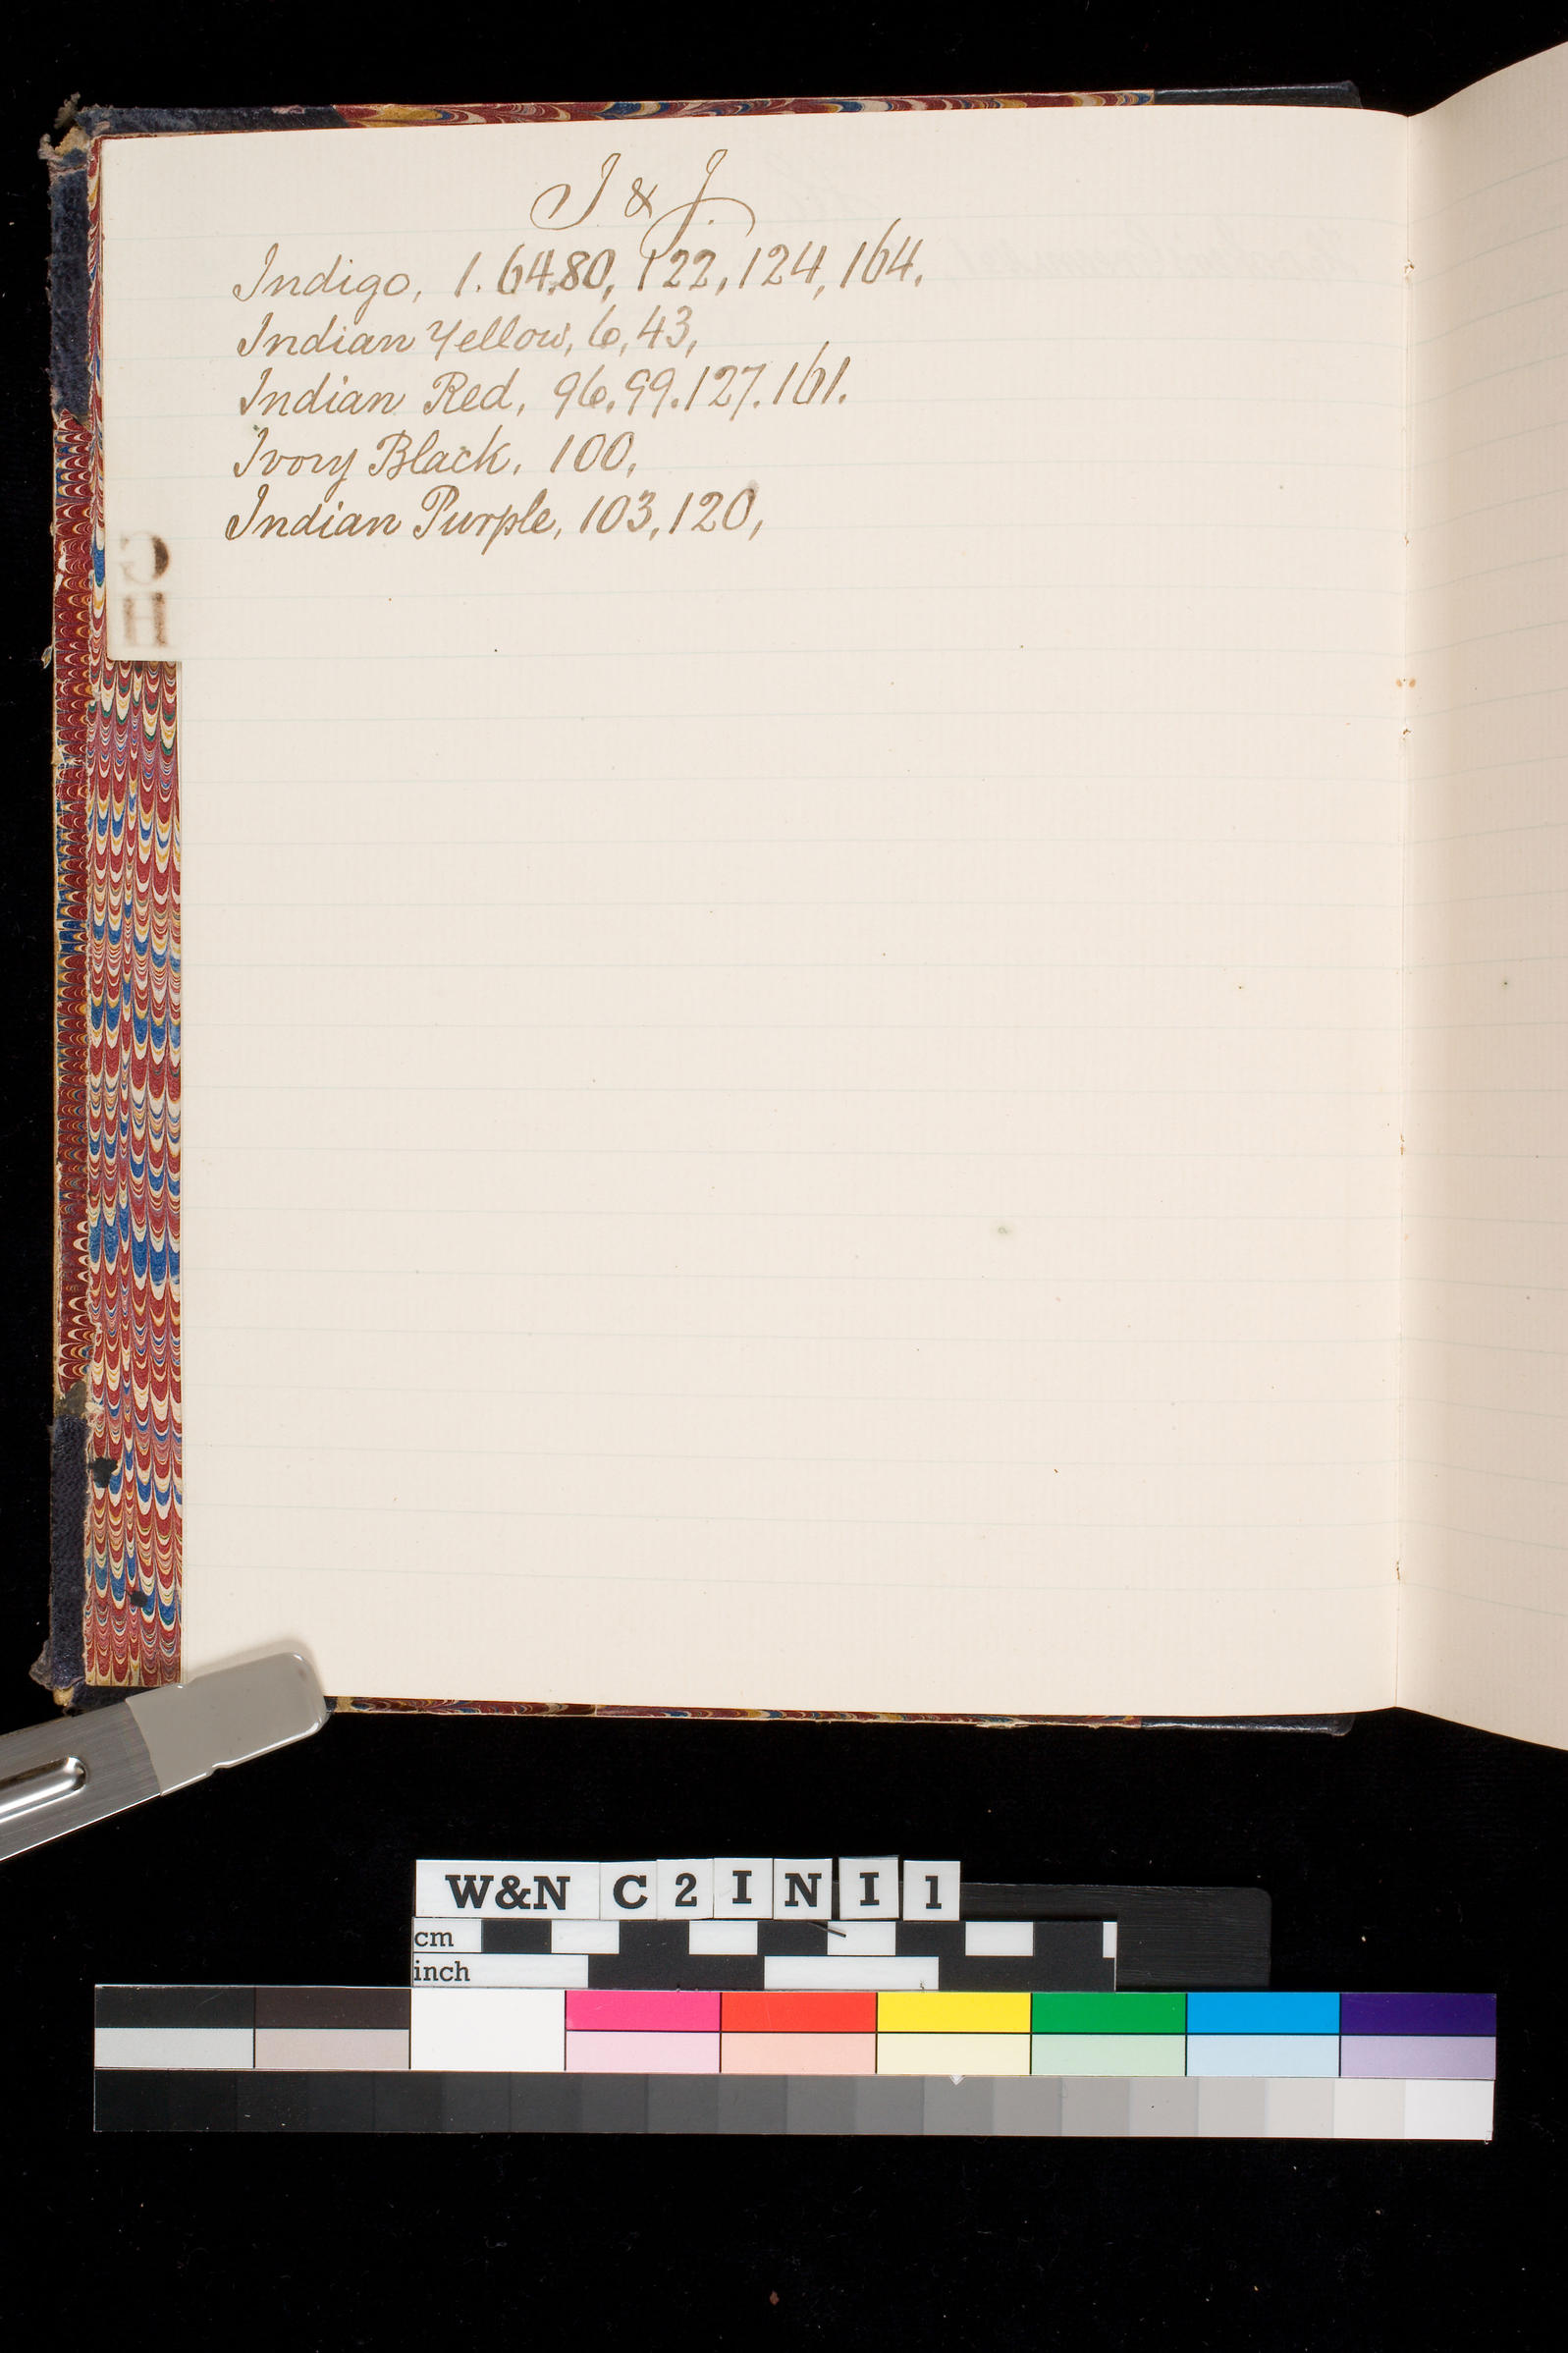 I & J
Indigo, 1. 64.80, 122, 124, 164.
Indian Yellow, 6, 43,
Indian Red, 96.99.127.161.
Ivory Black, 100,
Indian Purple, 103, 120,
G
H
W&N C 2 I N I 1
cm
inch